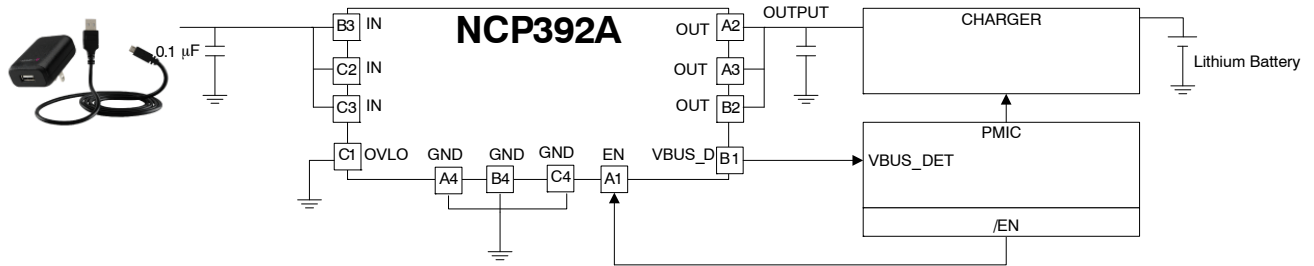 NCP392A
OUTPUT
CHARGER
B3 IN
OUT A2
0.1 μF
C2 IN
OUT A3
Lithium Battery
C3 IN
OUT B2
PMIC
C1 OVLO
GND
GND
GND
EN
VBUS_D B1
VBUS_DET
A4
B4
C4
A1
/EN